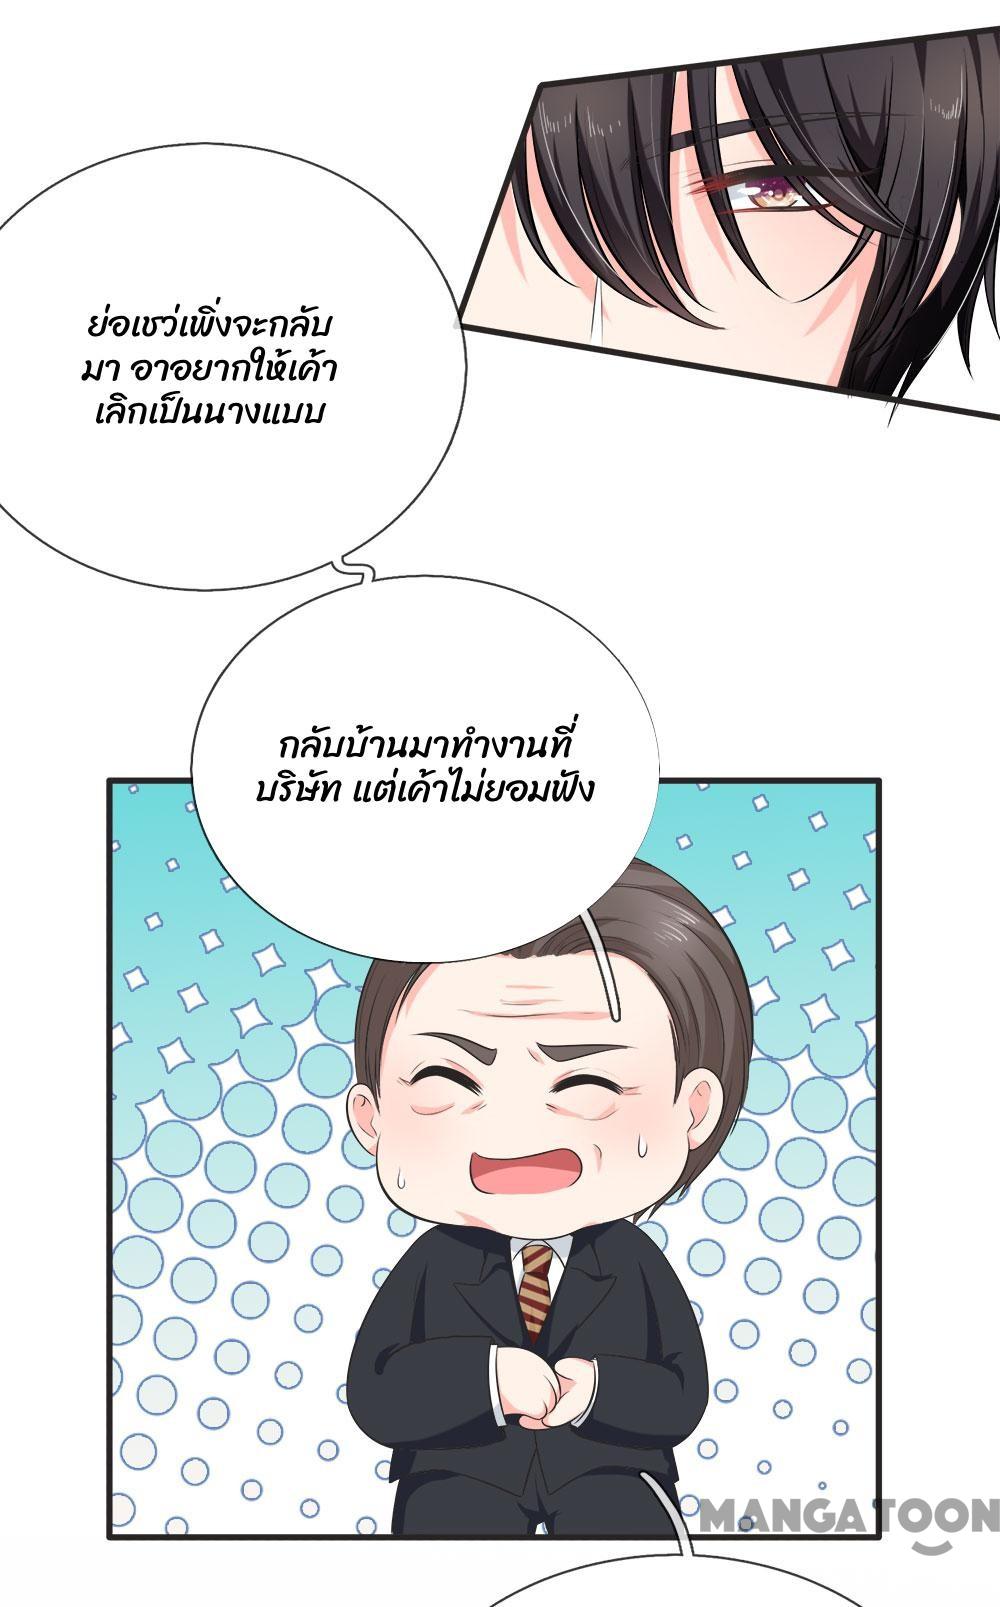 ย่อเชว่เพิ่งจะกลับ
มา อาอยากให้เค้า
เลิกเป็นนางแบบ
กลับบ้านมาทำงานที่
บริษัท แต่เค้าไม่ยอมฟัง
MANGATOON